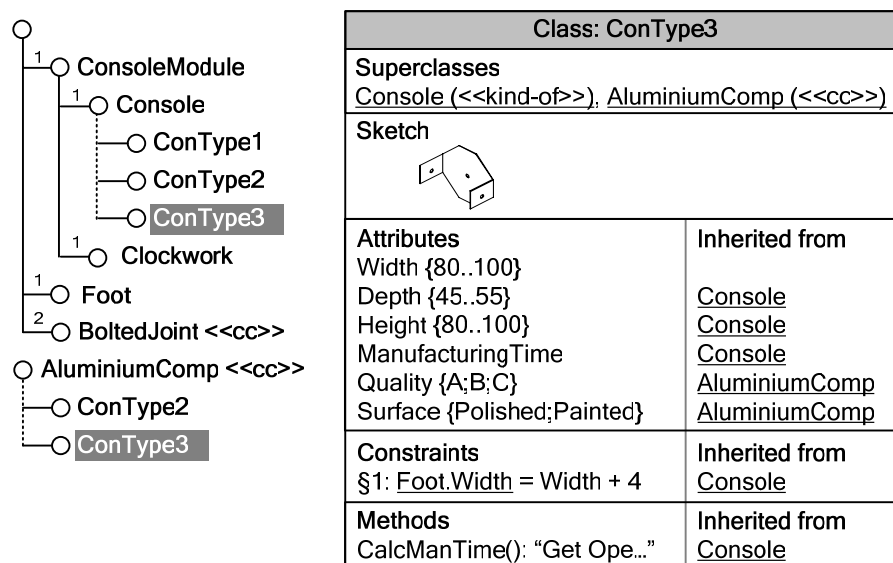 1
ConsoleModule
1
Console
ConType1
ConType2
ConType3
1
Clockwork
1
Foot
2
BoltedJoint <<cc>>
AluminiumComp <<cc>>
ConType2
ConType3
Class: ConType3
Superclasses
Console (<<kind-of>>), AluminiumComp (<<cc>>)
Sketch
Attributes Inherited from
Width {80..100}
Depth {45..55} Console
Height {80..100} Console
ManufacturingTime Console
Quality {A;B;C} AluminiumComp
Surface {Polished;Painted} AluminiumComp
Constraints Inherited from
§1: Foot.Width = Width + 4 Console
Methods Inherited from
CalcManTime(): “Get Ope...” Console